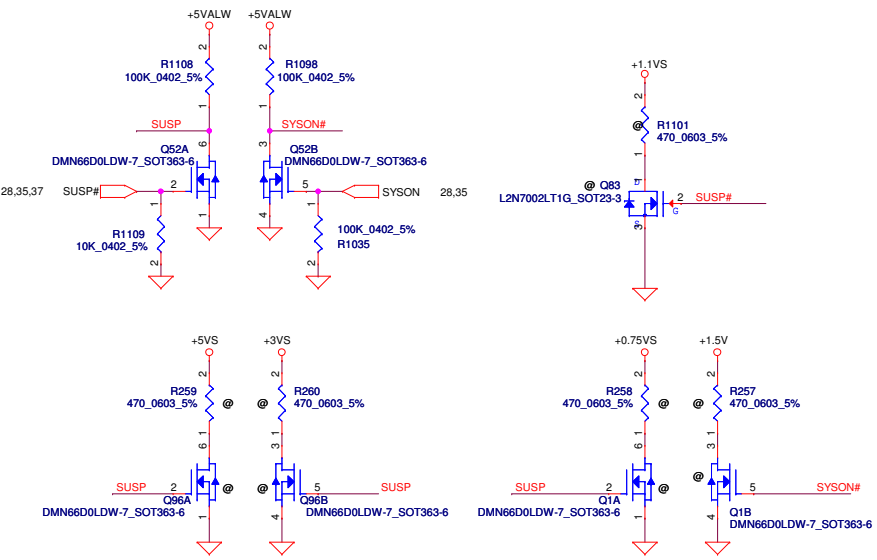 +5VALW
+5VALW
2
2
R1108
100K_0402_5%
R1098
100K_0402_5%
1
1
SUSP
SYSON#
6
3
Q52A
DMN66D0LDW-7_SOT363-6
Q52B
DMN66D0LDW-7_SOT363-6
28,35,37
SUSP#
2
5
SYSON
28,35
1
4
1
1
R1109
10K_0402_5%
100K_0402_5%
R1035
2
2
+1.1VS
2
@
R1101
470_0603_5%
1
D
@ Q83
L2N7002LT1G_SOT23-3
2
SUSP#
G
S
3
+5VS
+3VS
2
2
R259
470_0603_5%
@
@
R260
470_0603_5%
1
1
6
3
SUSP
2
Q96A
DMN66D0LDW-7_SOT363-6
@
@
5
SUSP
Q96B
DMN66D0LDW-7_SOT363-6
1
4
+0.75VS
+1.5V
2
2
R258
470_0603_5%
@
@
R257
470_0603_5%
1
1
6
3
SUSP
2
Q1A
DMN66D0LDW-7_SOT363-6
@
@
5
SYSON#
Q1B
DMN66D0LDW-7_SOT363-6
1
4